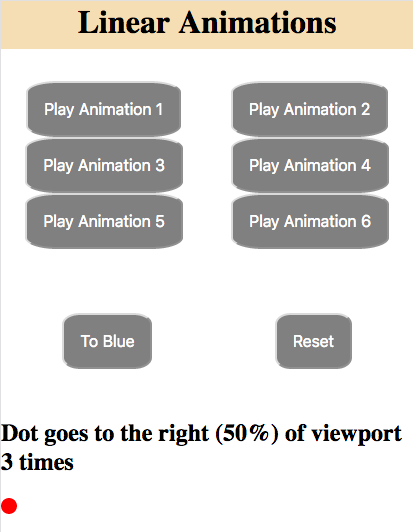 Linear Animations
Play Animation 1
Play Animation 2
Play Animation 3
Play Animation 4
Play Animation 5
Play Animation 6
To Blue
Reset
Dot goes to the right (50%) of viewport
3 times